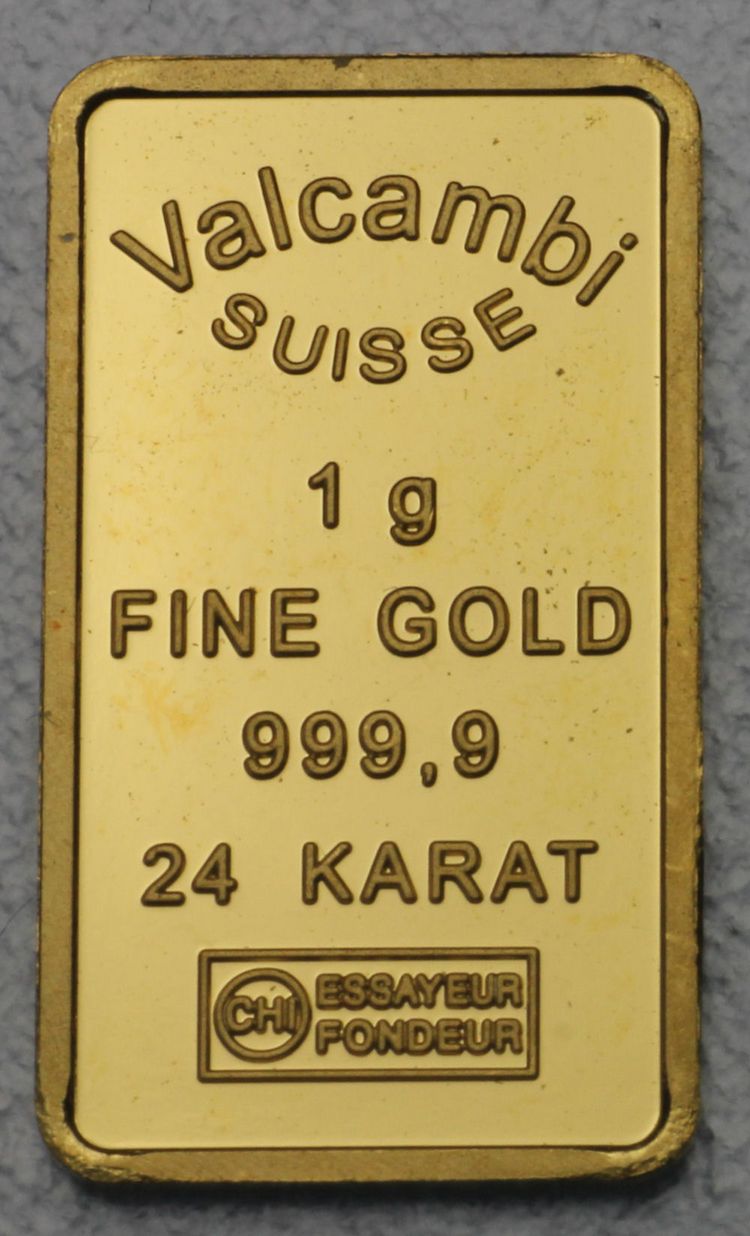 Valcambi
SUISSE
1 g
FINE GOLD
999,9
24 KARAT
CHI ESSAYEUR
FONDEUR